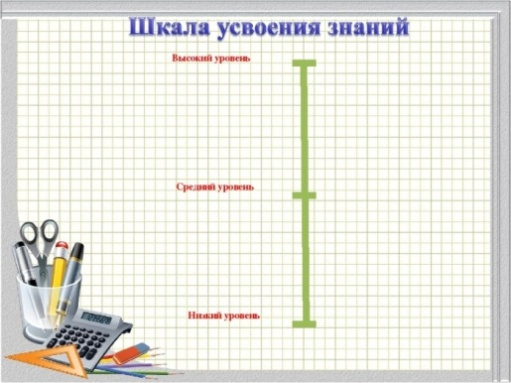 Шкала усвоения знаний
Высокий уровень
Средний уровень
Низкий уровень